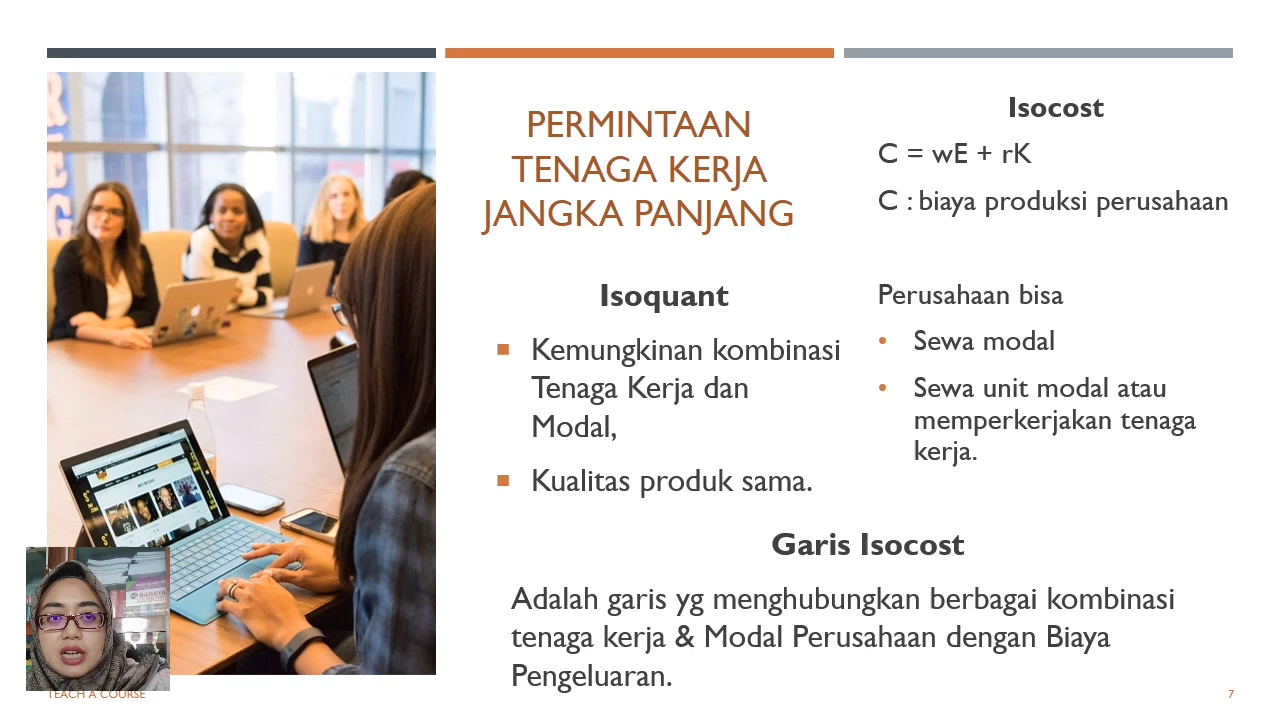 PERMINTAAN
TENAGA KERJA
JANGKA PANJANG
Isoquant
Kemungkinan kombinasi
Tenaga Kerja dan
Modal,
Kualitas produk sama.
Isocost
C = wE + rK
C : biaya produksi perusahaan
Perusahaan bisa
Sewa modal
Sewa unit modal atau
memperkerjakan tenaga
kerja.
Garis Isocost
Adalah garis yg menghubungkan berbagai kombinasi
tenaga kerja & Modal Perusahaan dengan Biaya
Pengeluaran.
TEACH A COURSE
7